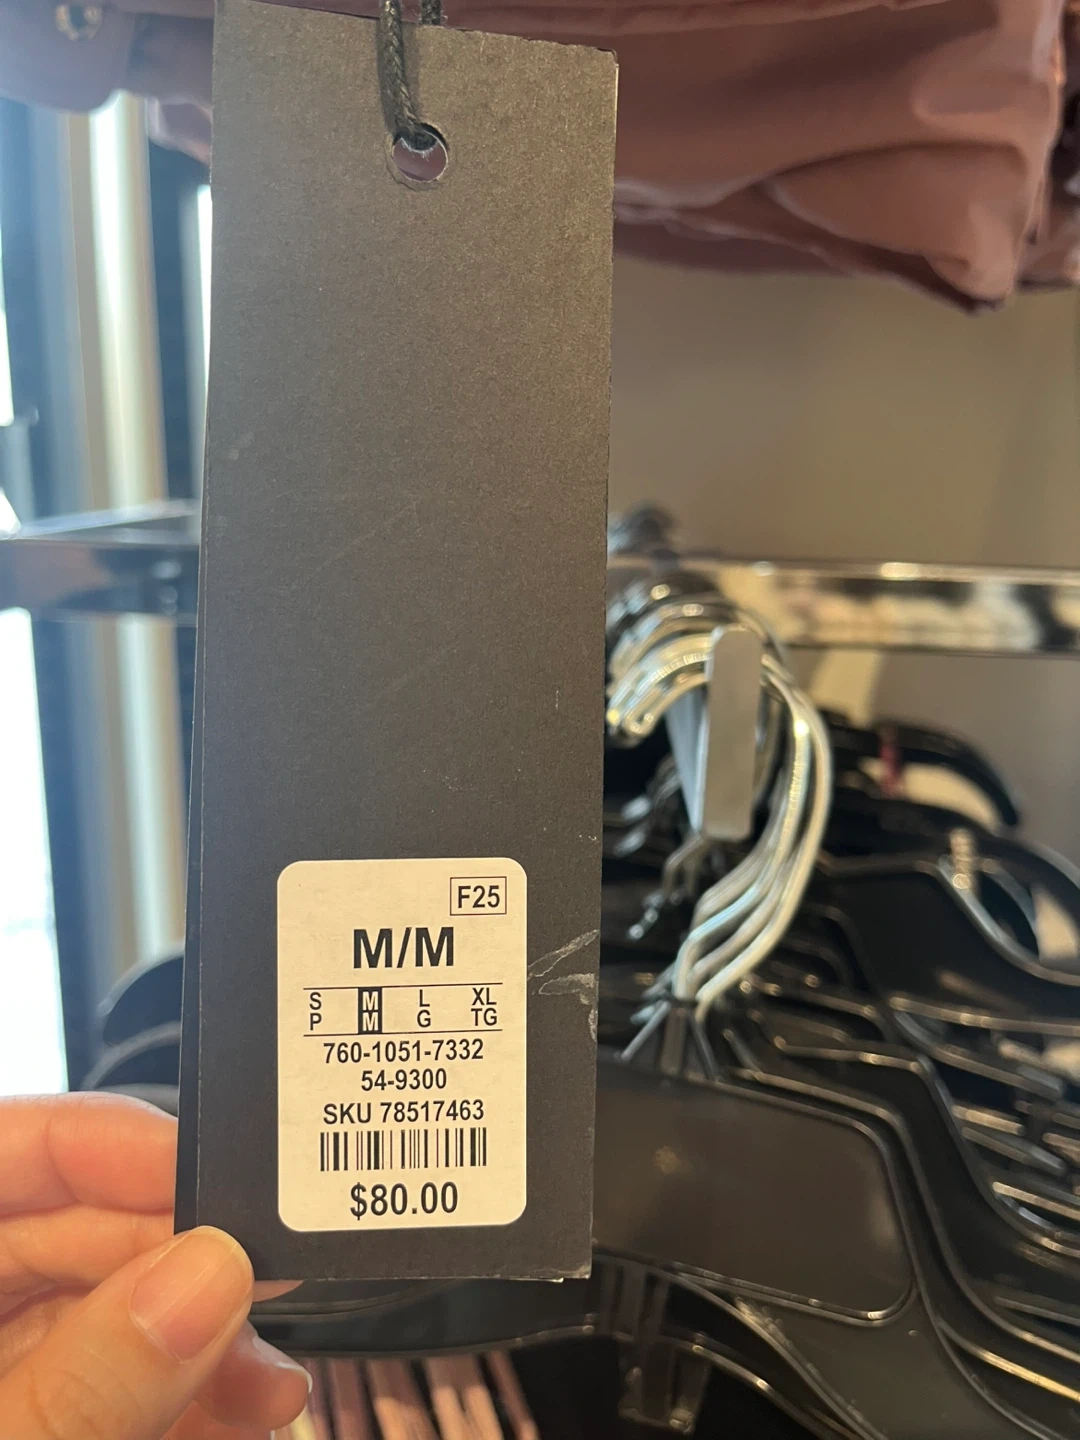 F25
M/M
S M L XL
P M G TG
760-1051-7332
54-9300
SKU 78517463
$80.00